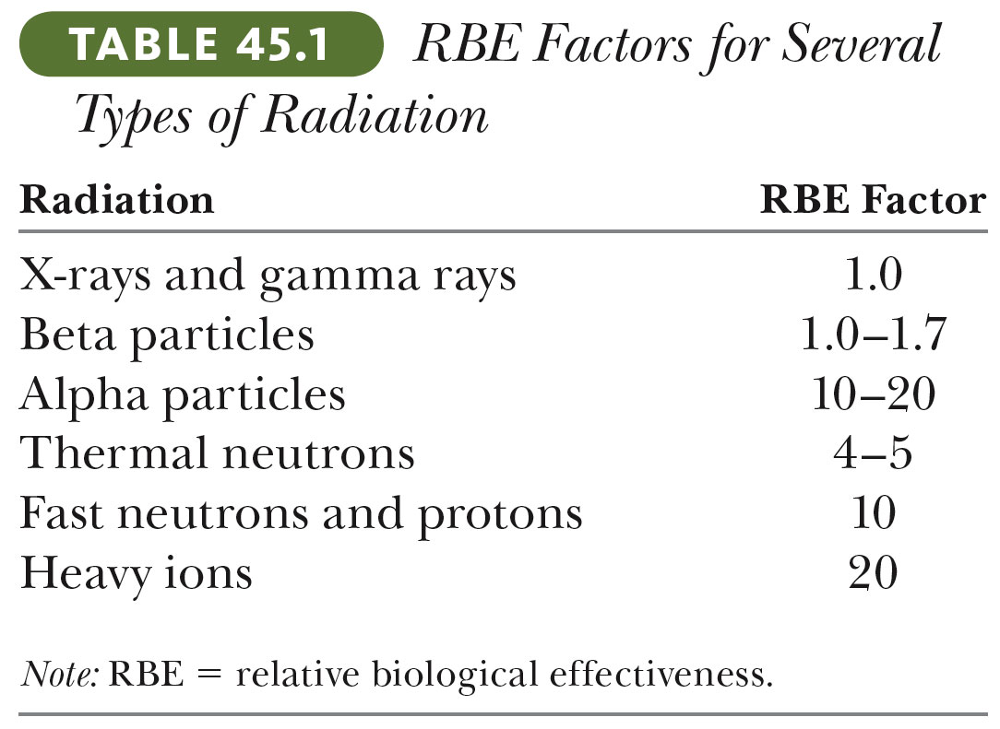 TABLE 45.1 RBE Factors for Several
Types of Radiation
Radiation RBE Factor
X-rays and gamma rays 1.0
Beta particles 1.0–1.7
Alpha particles 10–20
Thermal neutrons 4–5
Fast neutrons and protons 10
Heavy ions 20
Note: RBE = relative biological effectiveness.